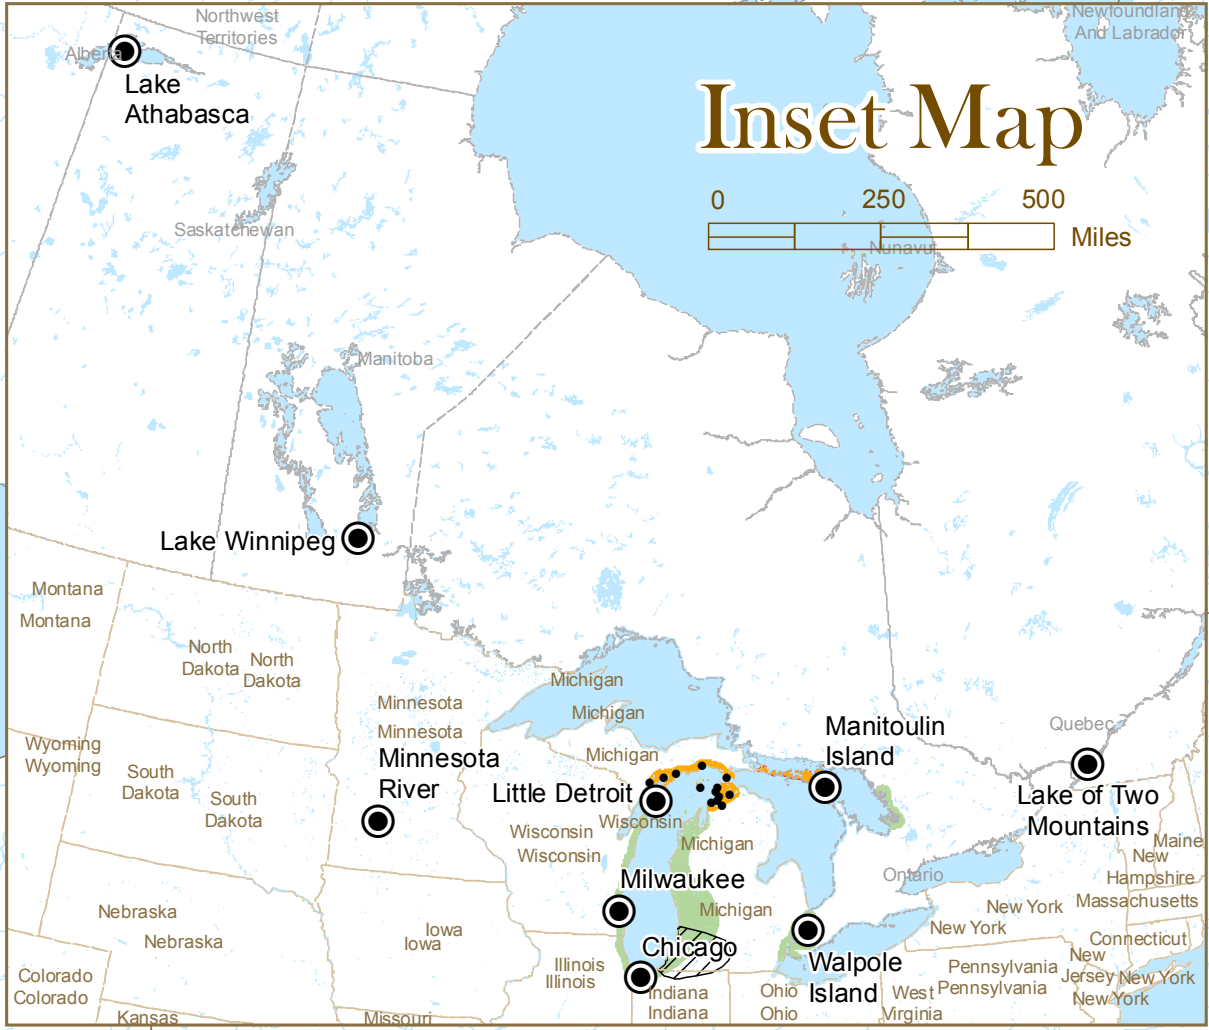 Northwest
Territories
Newfoundland
And Labrador
Alberta
Lake
Athabasca
Inset Map
0 250 500
Miles
Saskatchewan
Nunavut
Manitoba
Lake Winnipeg
Montana
Montana
North
Dakota
North
Dakota
Minnesota
Minnesota
Michigan
Michigan
Michigan
Quebec
Manitoulin
Island
Wyoming
Wyoming
Minnesota
River
South
Dakota
South
Dakota
Little Detroit
Lake of Two
Mountains
Wisconsin
Wisconsin
Wisconsin
Michigan
Maine
New
Hampshire
Ontario
Milwaukee
Massachusetts
Nebraska
Nebraska
Iowa
Iowa
Michigan
New York
New York
Connecticut
Chicago
Walpole
Island
Illinois
Illinois
Pennsylvania
Pennsylvania
New
Jersey
New York
New York
Colorado
Colorado
Indiana
Indiana
Ohio
Ohio
West
Virginia
Kansas
Missouri